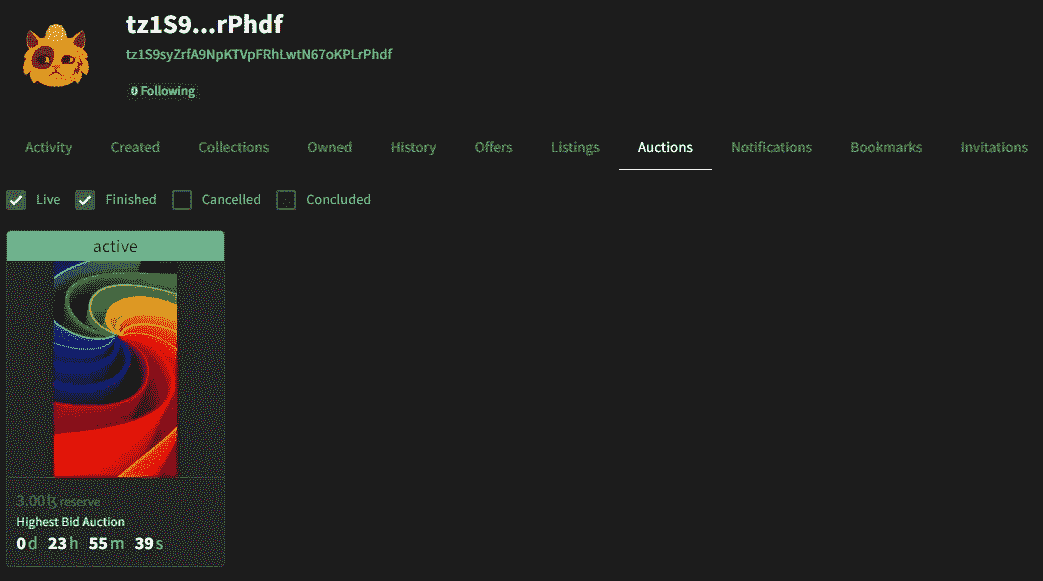 tz1S9...rPhdf
tz1S9syZrfA9NpKTVpFRhLwtN67oKPLrPhdf
0 Following
Activity Created Collections Owned History Offers Listings Auctions Notifications Bookmarks Invitations
Live Finished Cancelled Concluded
active
3.00ꜩ reserve
Highest Bid Auction
0d 23h 55m 39s